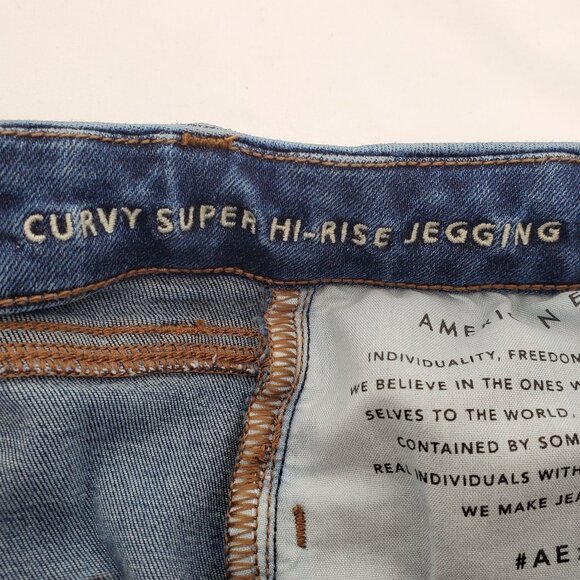 CURVY SUPER HI-RISE JEGGING
INDIVIDUALITY, FREEDOM
WE BELIEVE IN THE ONES
SELVES TO THE WORLD,
CONTAINED BY
REAL INDIVIDUALS
WE MAKE
#AE